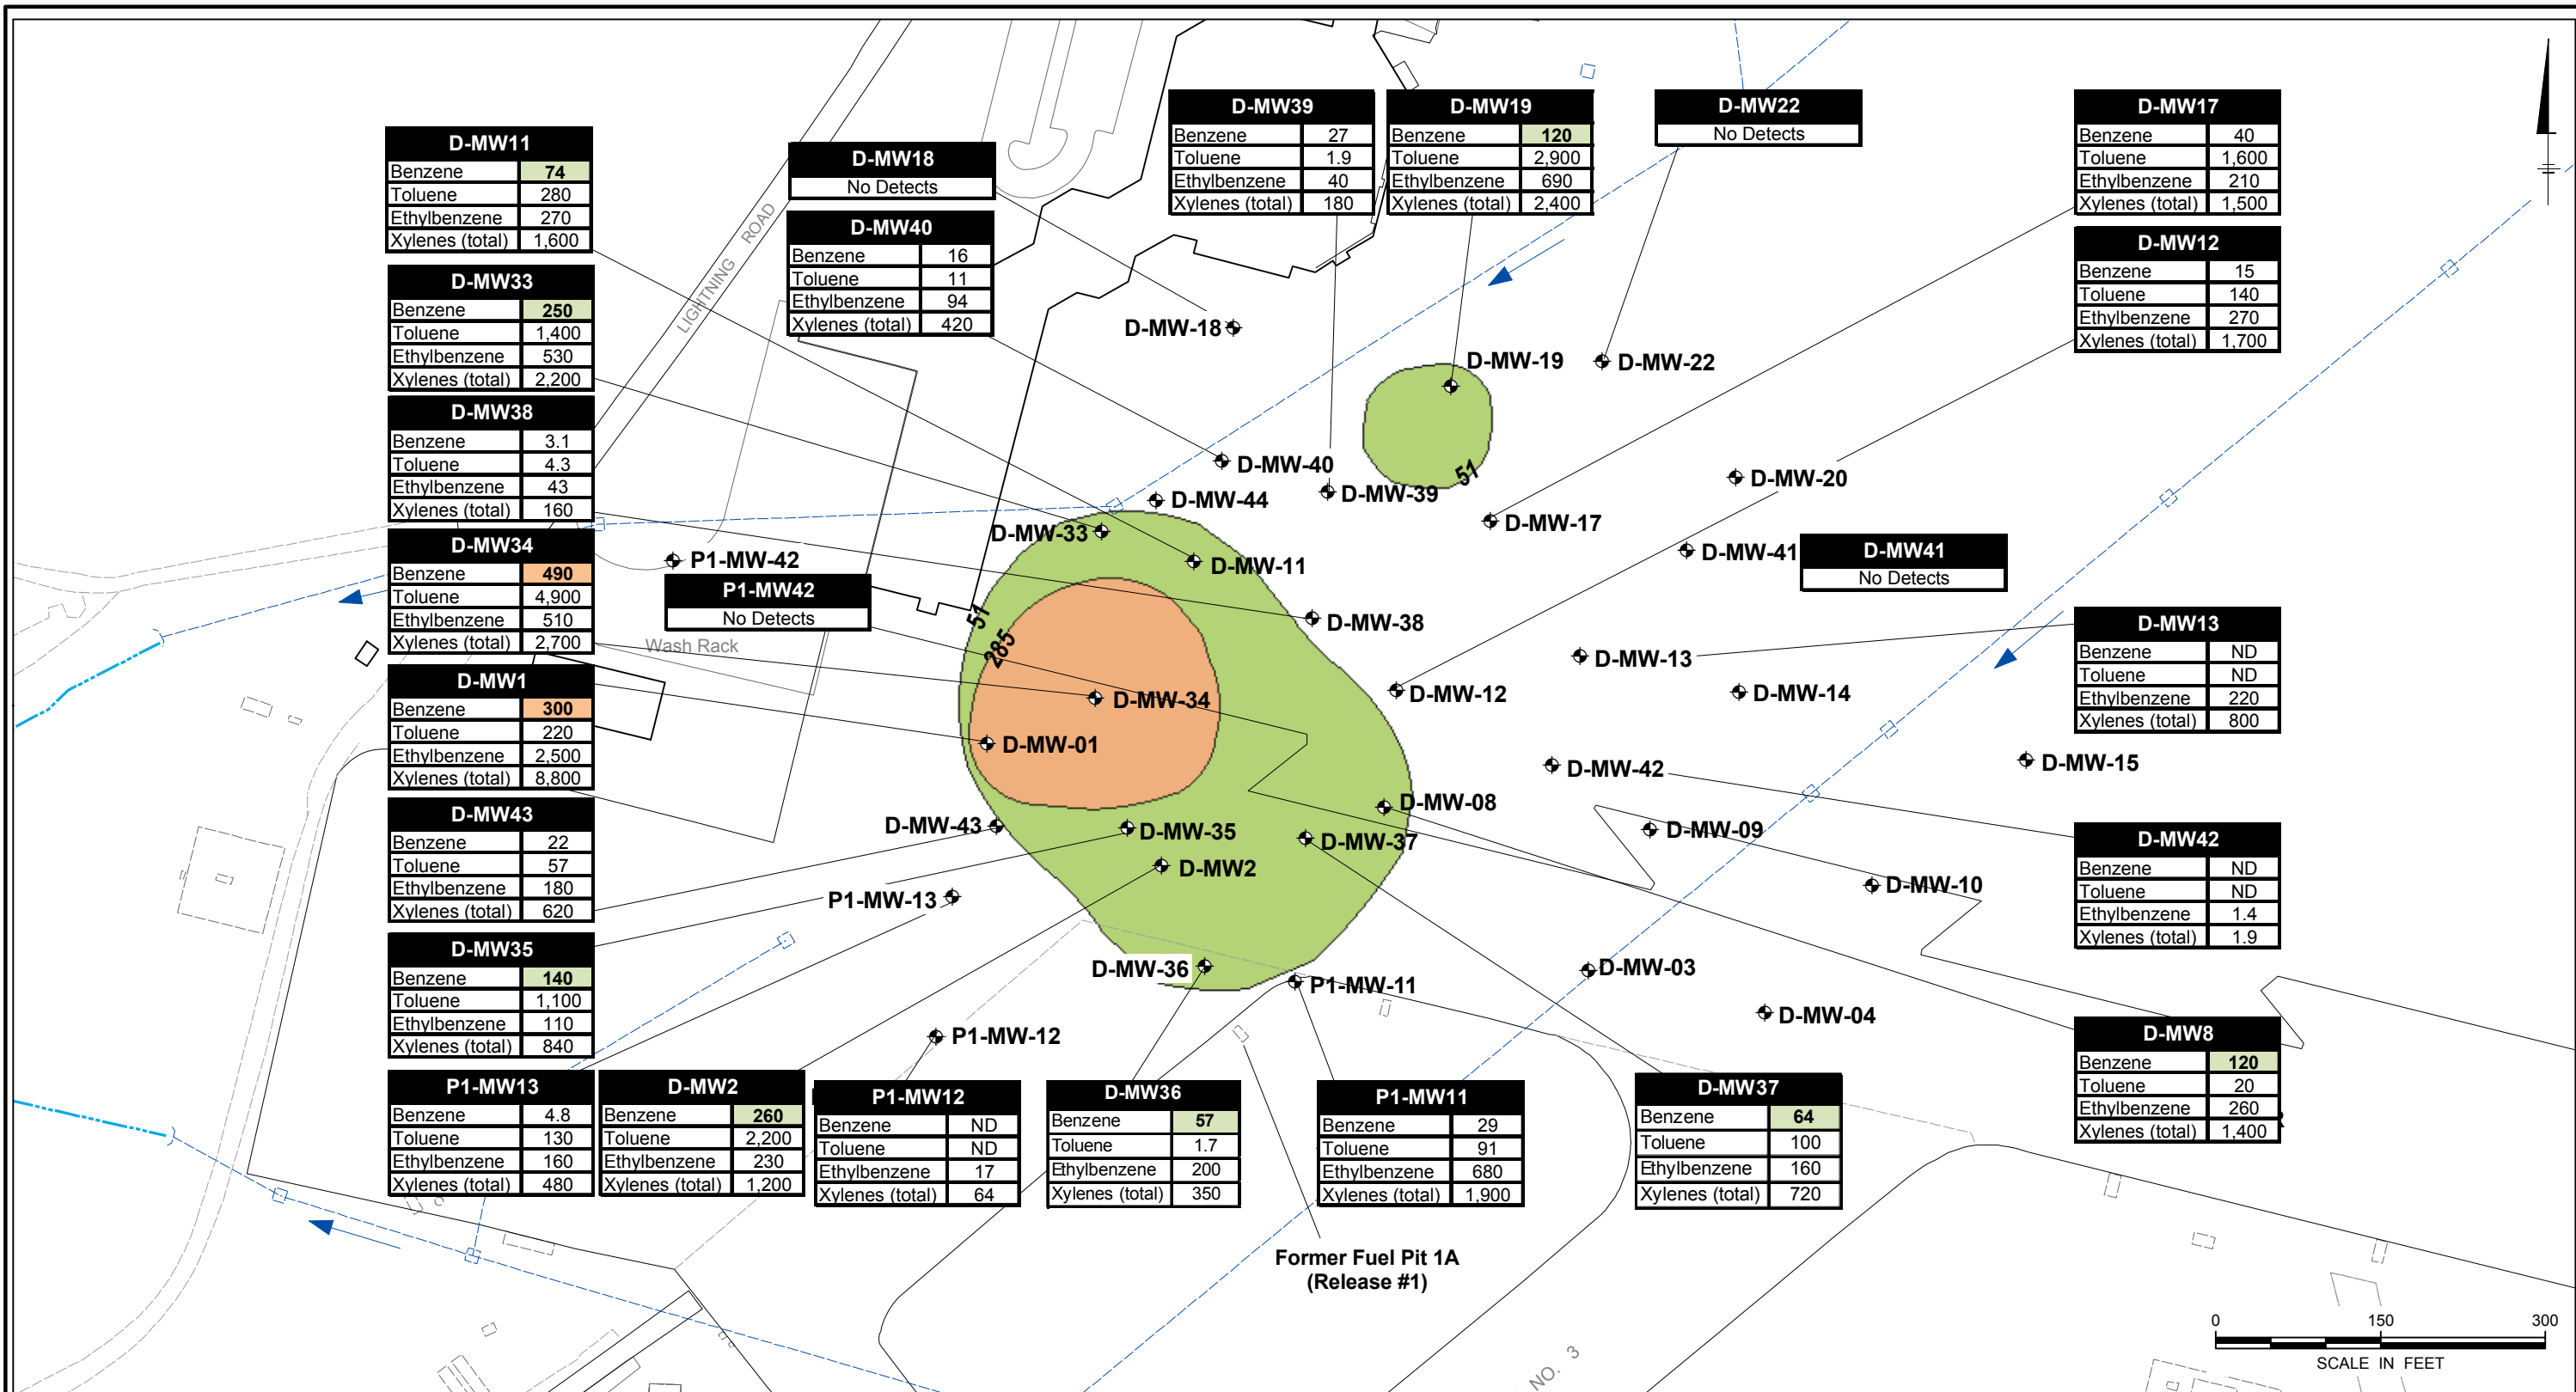 D-MW11
Benzene 74
Toluene 280
Ethylbenzene 270
Xylenes (total) 1,600
D-MW33
Benzene 250
Toluene 1,400
Ethylbenzene 530
Xylenes (total) 2,200
D-MW38
Benzene 3.1
Toluene 4.3
Ethylbenzene 43
Xylenes (total) 160
D-MW34
Benzene 490
Toluene 4,900
Ethylbenzene 510
Xylenes (total) 2,700
D-MW1
Benzene 300
Toluene 220
Ethylbenzene 2,500
Xylenes (total) 8,800
D-MW43
Benzene 22
Toluene 57
Ethylbenzene 180
Xylenes (total) 620
D-MW35
Benzene 140
Toluene 1,100
Ethylbenzene 110
Xylenes (total) 840
P1-MW13
Benzene 4.8
Toluene 130
Ethylbenzene 160
Xylenes (total) 480
D-MW2
Benzene 260
Toluene 2,200
Ethylbenzene 230
Xylenes (total) 1,200
P1-MW12
Benzene ND
Toluene ND
Ethylbenzene 17
Xylenes (total) 64
D-MW36
Benzene 57
Toluene 1.7
Ethylbenzene 200
Xylenes (total) 350
P1-MW11
Benzene 29
Toluene 91
Ethylbenzene 680
Xylenes (total) 1,900
D-MW37
Benzene 64
Toluene 100
Ethylbenzene 160
Xylenes (total) 720
D-MW18
No Detects
D-MW40
Benzene 16
Toluene 11
Ethylbenzene 94
Xylenes (total) 420
D-MW39
Benzene 27
Toluene 1.9
Ethylbenzene 40
Xylenes (total) 180
D-MW19
Benzene 120
Toluene 2,900
Ethylbenzene 690
Xylenes (total) 2,400
D-MW22
No Detects
D-MW17
Benzene 40
Toluene 1,600
Ethylbenzene 210
Xylenes (total) 1,500
D-MW12
Benzene 15
Toluene 140
Ethylbenzene 270
Xylenes (total) 1,700
D-MW41
No Detects
D-MW13
Benzene ND
Toluene ND
Ethylbenzene 220
Xylenes (total) 800
D-MW42
Benzene ND
Toluene ND
Ethylbenzene 1.4
Xylenes (total) 1.9
D-MW8
Benzene 120
Toluene 20
Ethylbenzene 260
Xylenes (total) 1,400
P1-MW42
No Detects
LIGHTNING ROAD
Wash Rack
D-MW-18
D-MW-19
D-MW-22
D-MW-40
D-MW-44
D-MW-39
51
D-MW-20
D-MW-17
D-MW-33
D-MW-41
P1-MW-42
D-MW-11
51
285
D-MW-38
D-MW-13
D-MW-34
D-MW-12
D-MW-14
D-MW-01
D-MW-42
D-MW-15
D-MW-08
D-MW-43
D-MW-35
D-MW-37
D-MW-09
D-MW2
D-MW-10
P1-MW-13
D-MW-36
P1-MW-11
D-MW-03
D-MW-04
P1-MW-12
Former Fuel Pit 1A
(Release #1)
NO. 3
0 150 300
SCALE IN FEET